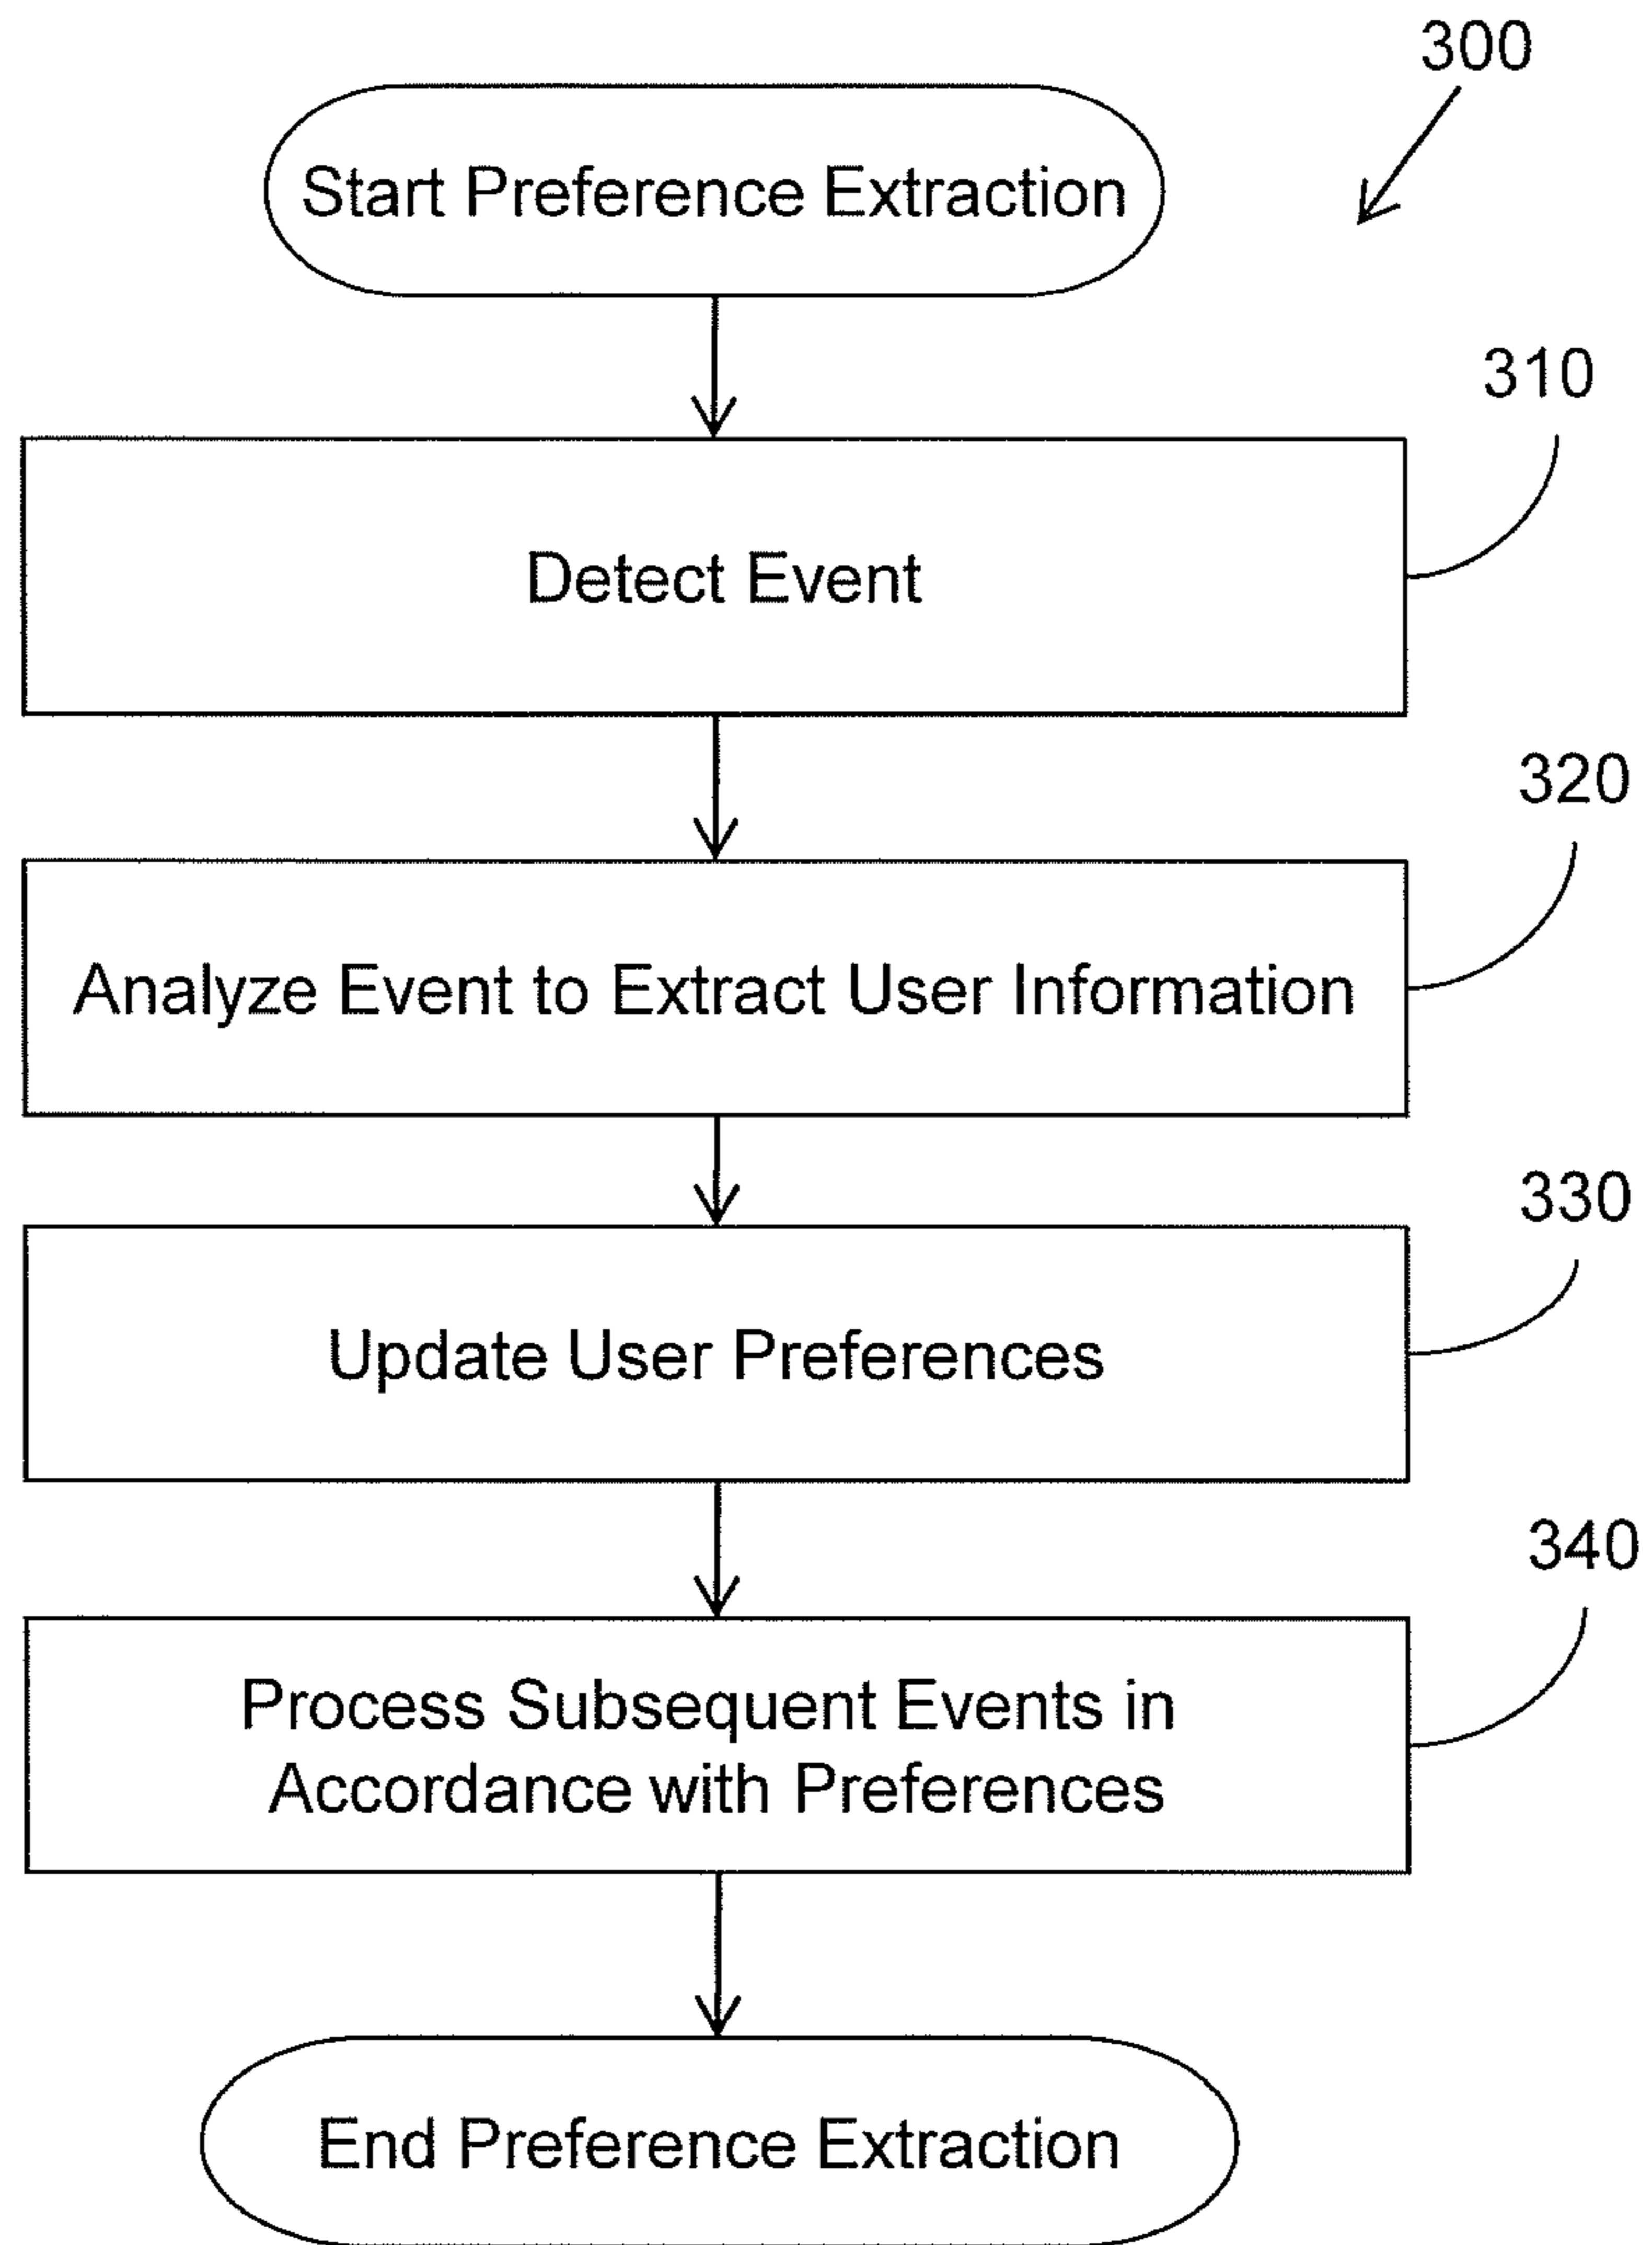 300
Start Preference Extraction
310
Detect Event
320
Analyze Event to Extract User Information
330
Update User Preferences
340
Process Subsequent Events in
Accordance with Preferences
End Preference Extraction